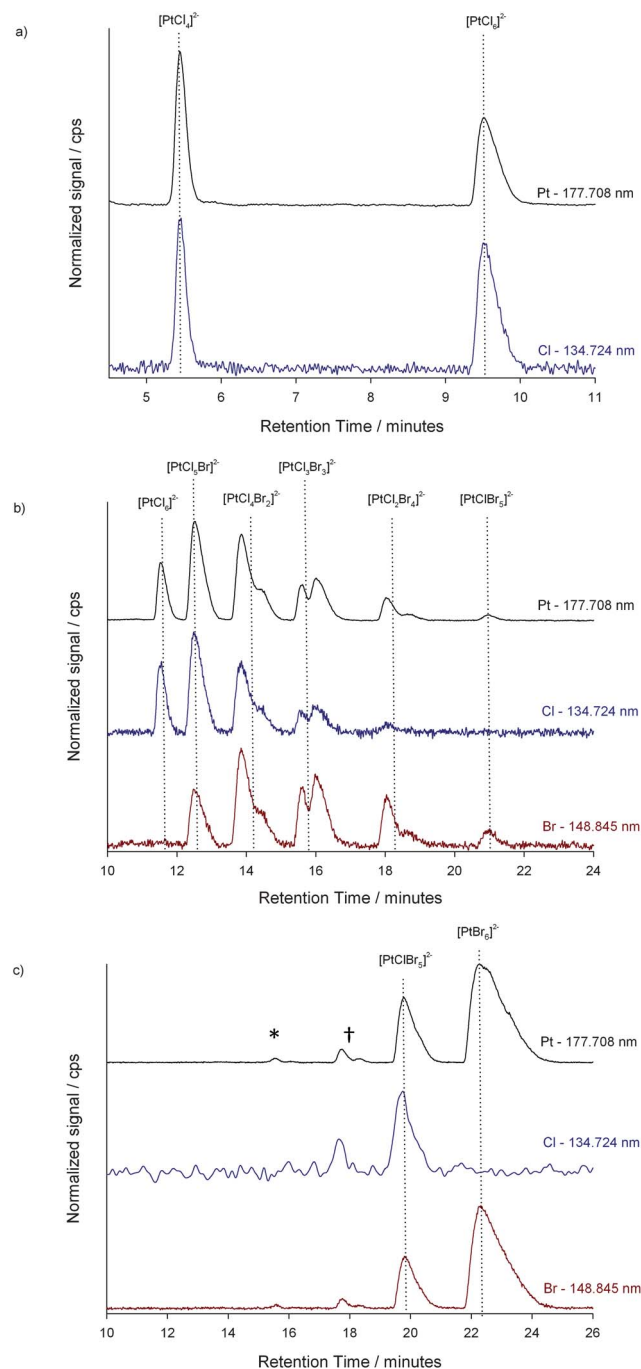 a)
[PtCl₄]²⁻ [PtCl₆]²⁻
Normalized signal / cps
Pt - 177.708 nm
Cl - 134.724 nm
5 6 7 8 9 10 11
Retention Time / minutes
b)
[PtCl₆]²⁻ [PtCl₅Br]²⁻ [PtCl₄Br₂]²⁻ [PtCl₃Br₃]²⁻ [PtCl₂Br₄]²⁻ [PtClBr₅]²⁻
Normalized signal / cps
Pt - 177.708 nm
Cl - 134.724 nm
Br - 148.845 nm
10 12 14 16 18 20 22 24
Retention Time / minutes
c)
[PtClBr₅]²⁻ [PtBr₆]²⁻
Normalized signal / cps
* †
Pt - 177.708 nm
Cl - 134.724 nm
Br - 148.845 nm
10 12 14 16 18 20 22 24 26
Retention Time / minutes